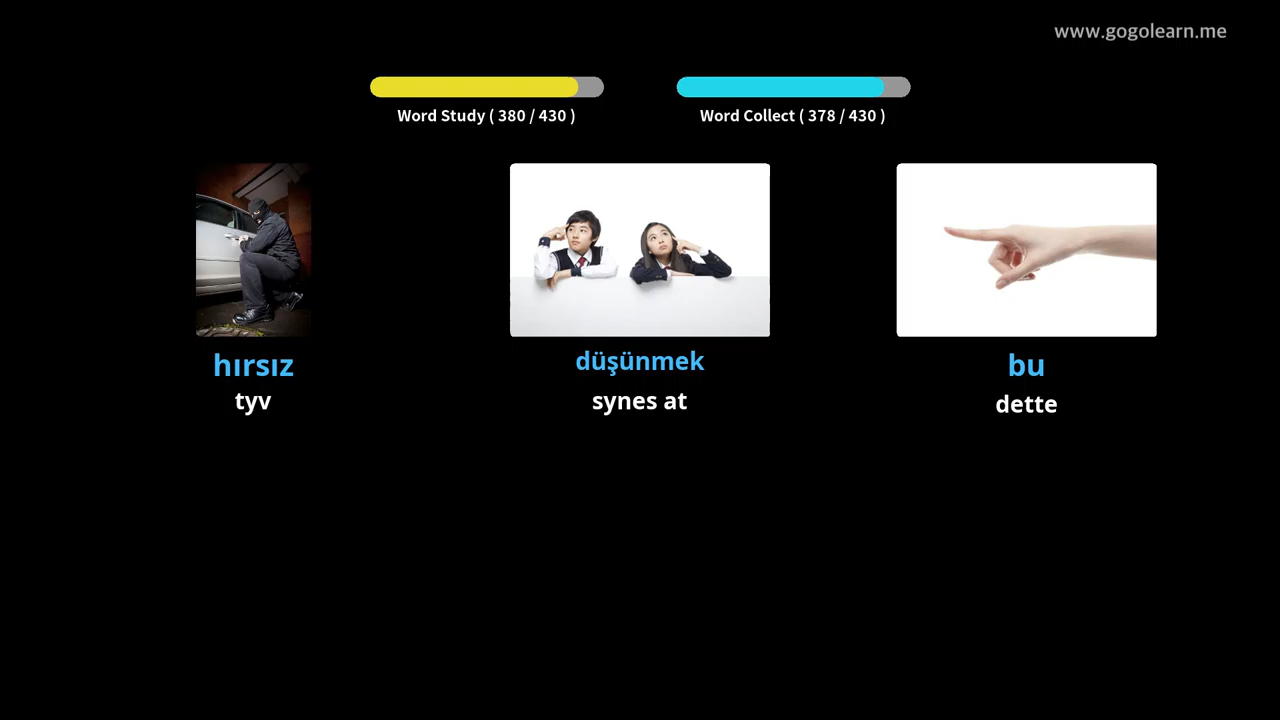 www.gogolearn.me
Word Study ( 380 / 430 )
Word Collect ( 378 / 430 )
hırsız
tyv
düşünmek
synes at
bu
dette